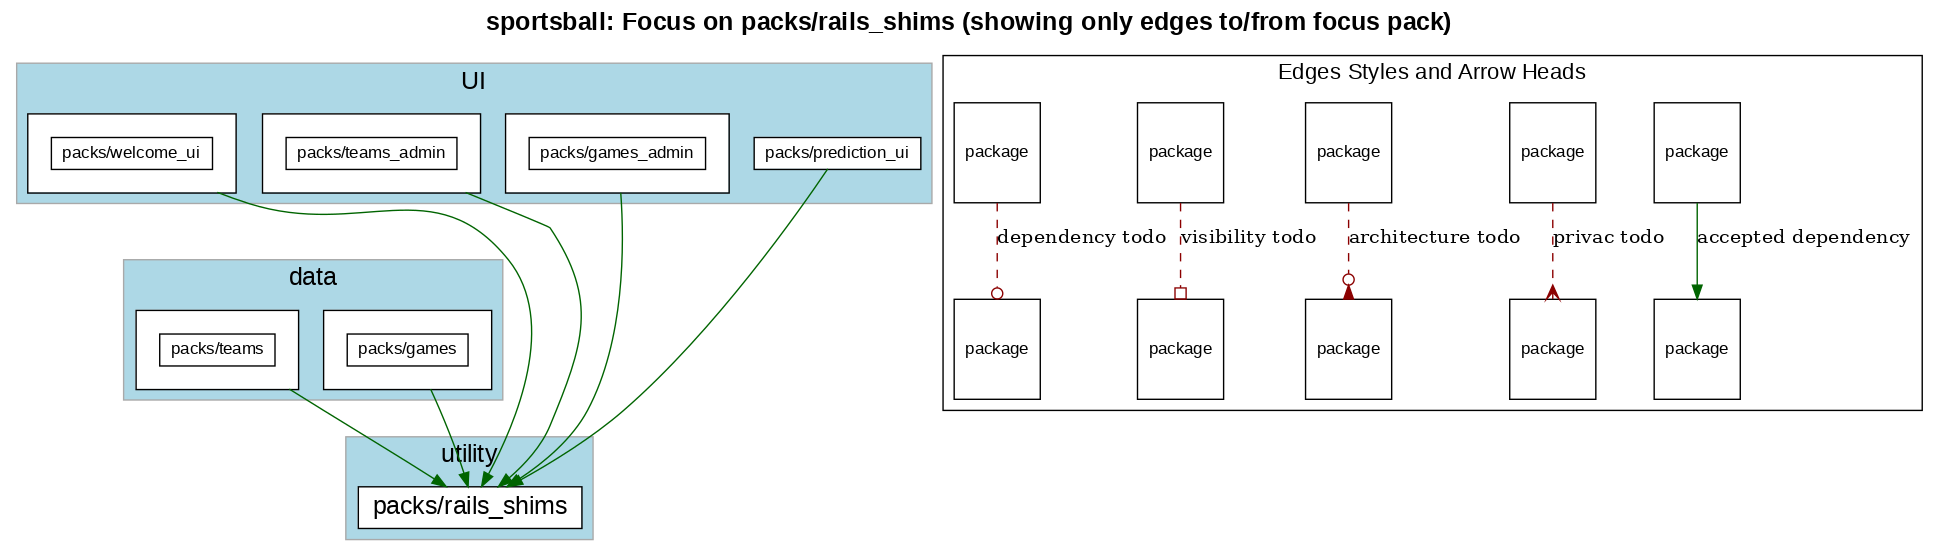 sportsball: Focus on packs/rails_shims (showing only edges to/from focus pack)
UI
packs/welcome_ui
packs/teams_admin
packs/games_admin
packs/prediction_ui
data
packs/teams
packs/games
utility
packs/rails_shims
Edges Styles and Arrow Heads
package
package
package
package
package
dependency todo
visibility todo
architecture todo
privac todo
accepted dependency
package
package
package
package
package